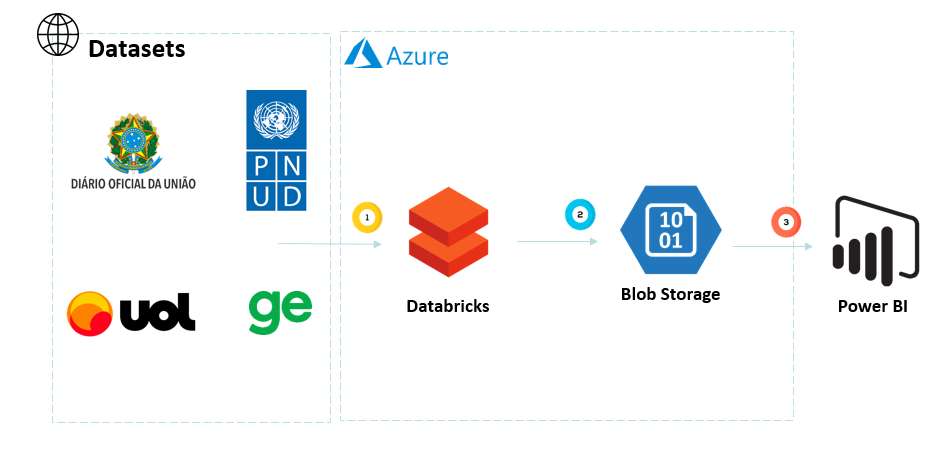 Datasets
Azure
DIÁRIO OFICIAL DA UNIÃO
P N
U D
1
2
3
10
01
uol
ge
Databricks
Blob Storage
Power BI